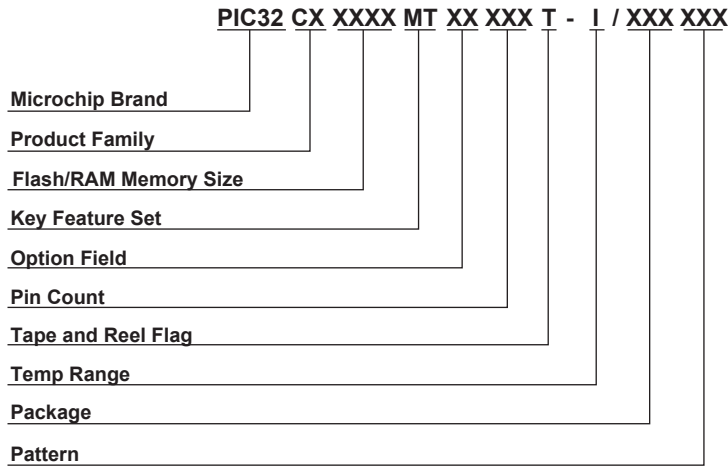 PIC32 CX XXXX MT XX XXX T - I / XXX XXX
Microchip Brand
Product Family
Flash/RAM Memory Size
Key Feature Set
Option Field
Pin Count
Tape and Reel Flag
Temp Range
Package
Pattern